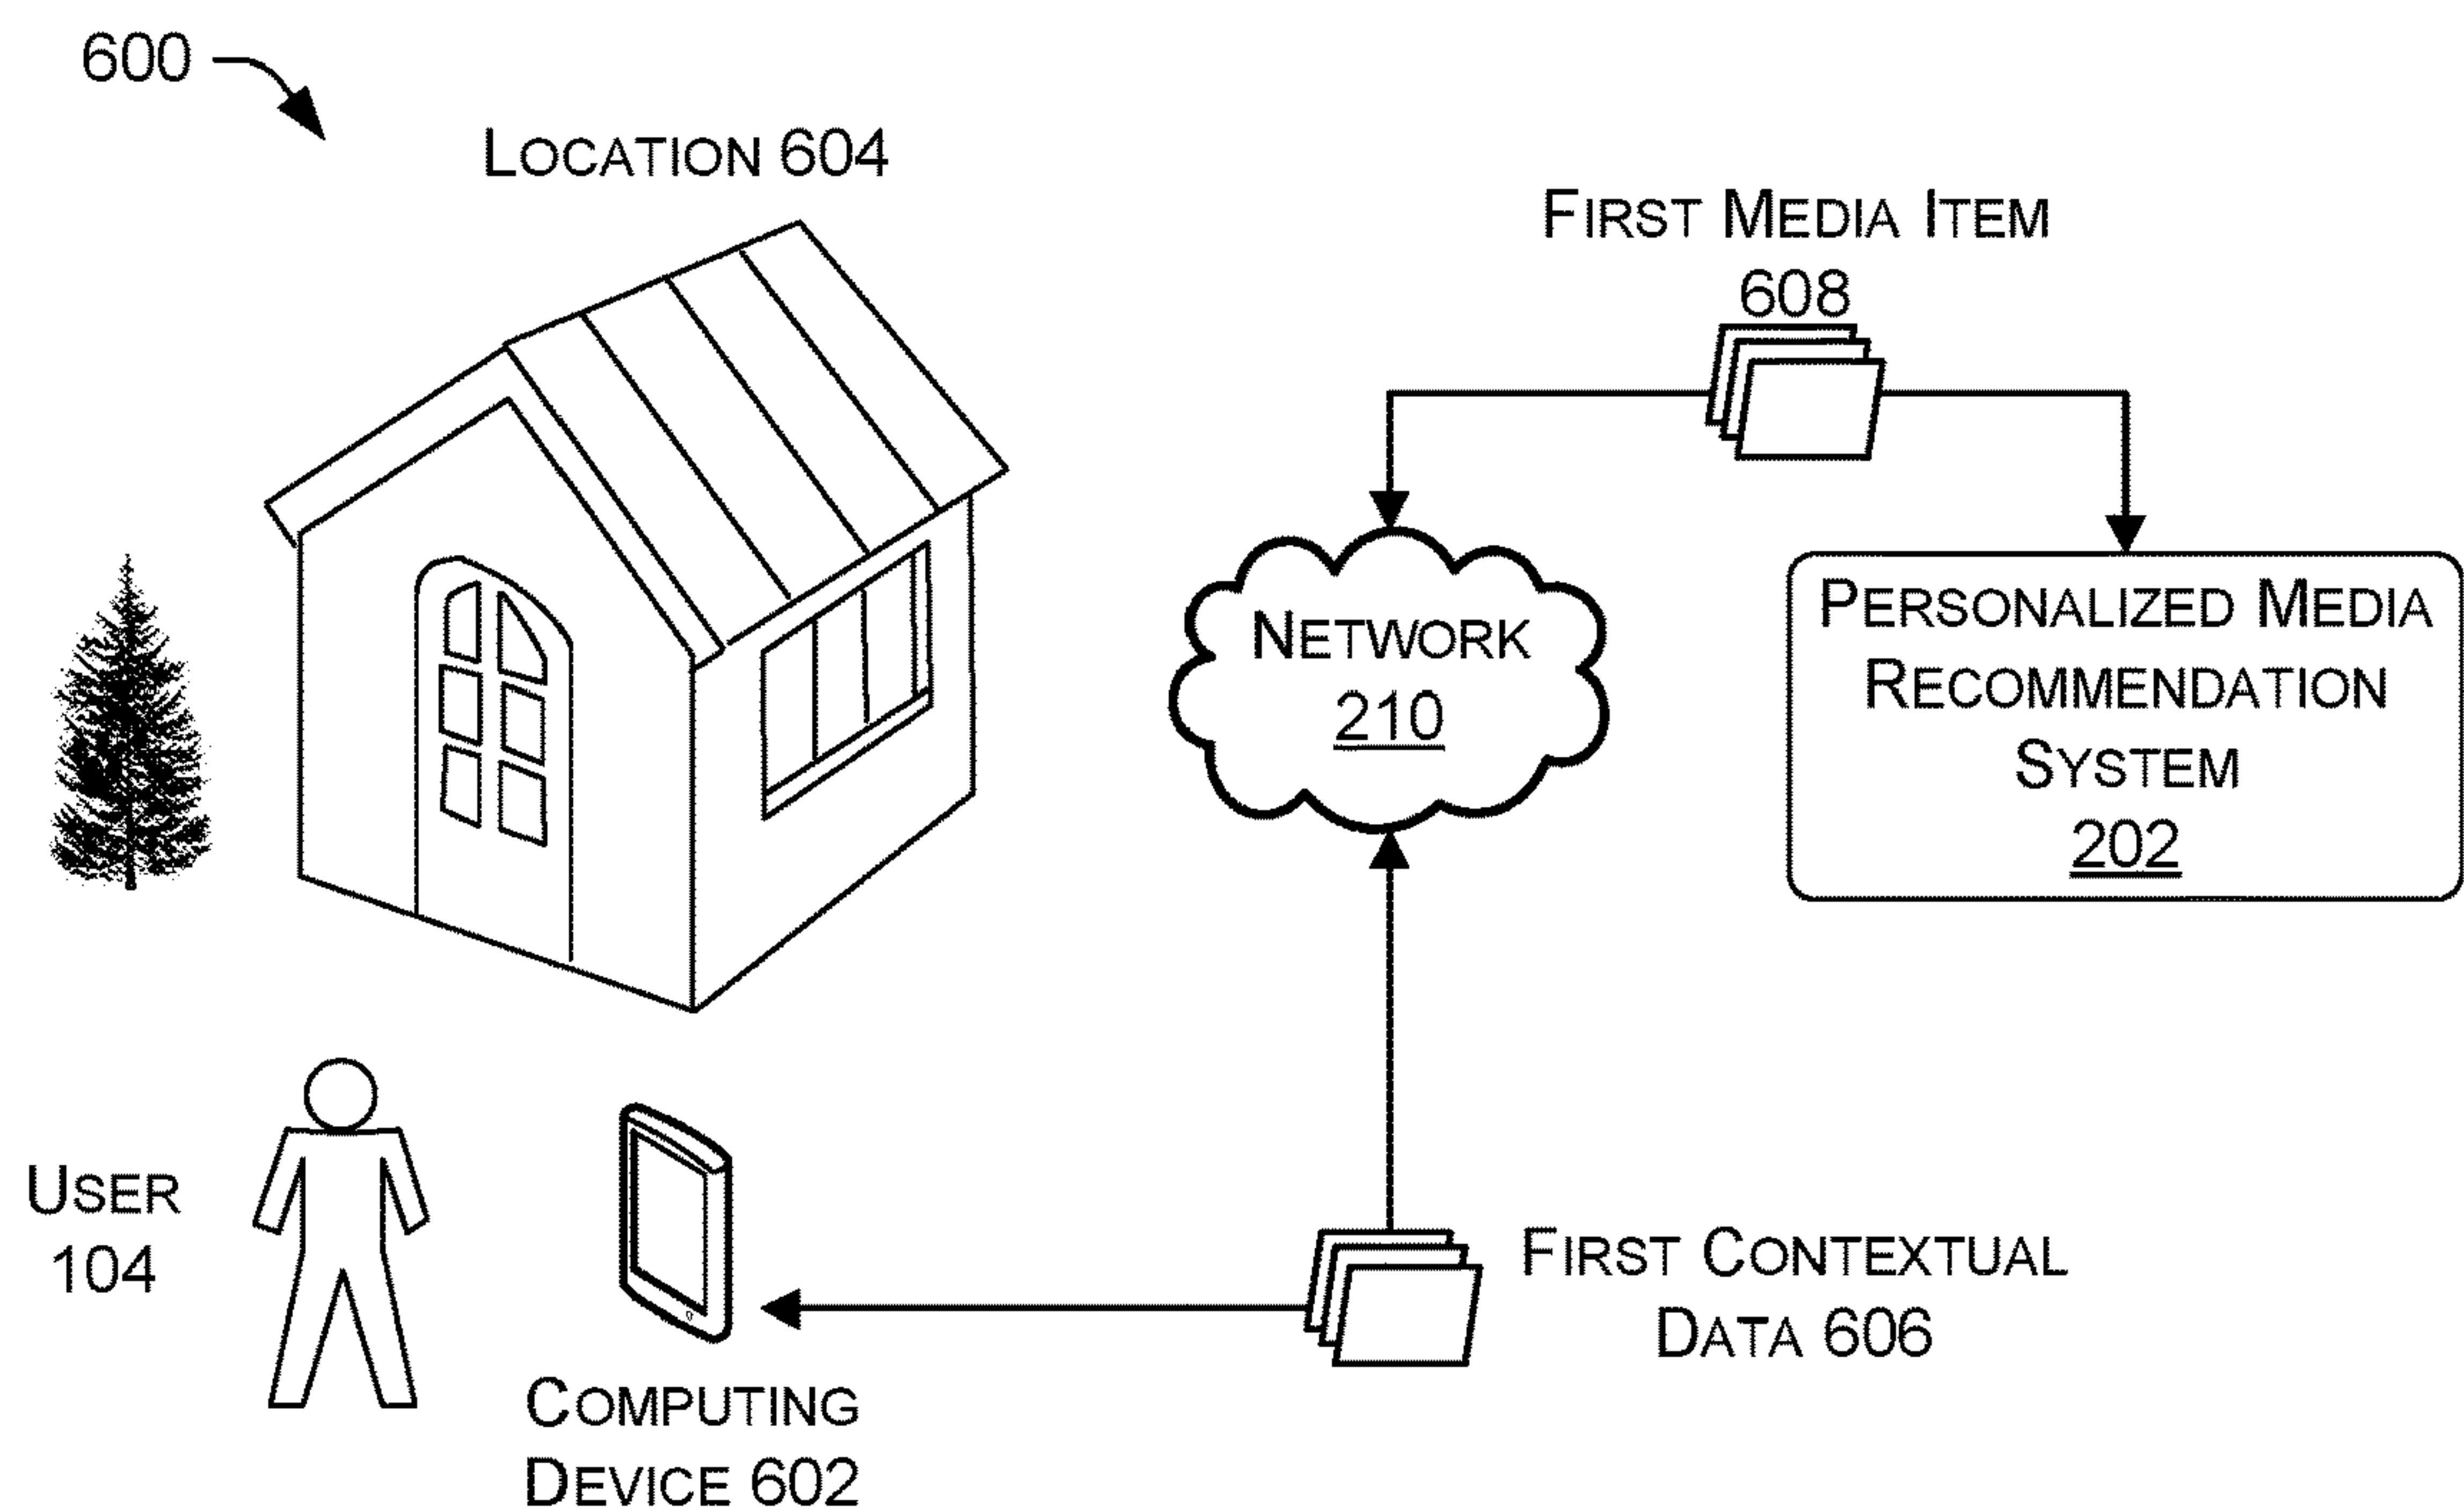 600
LOCATION 604
FIRST MEDIA ITEM
608
NETWORK
210
PERSONALIZED MEDIA
RECOMMENDATION
SYSTEM
202
USER
104
COMPUTING
DEVICE 602
FIRST CONTEXTUAL
DATA 606